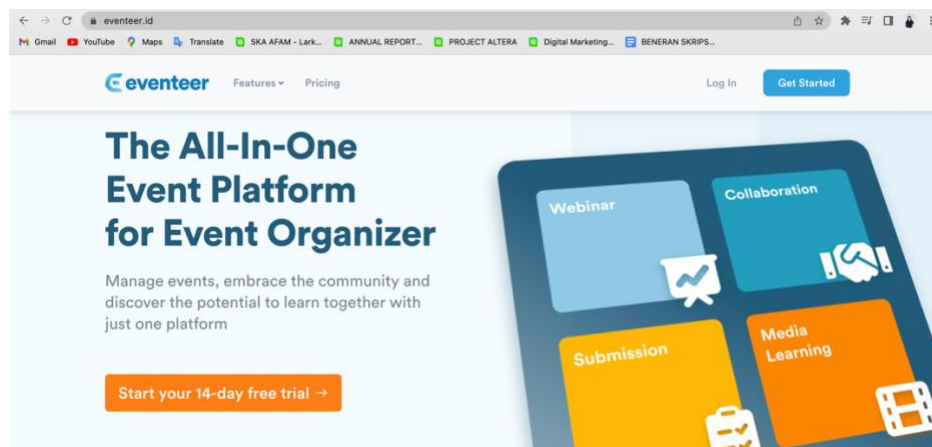 eventeer.id
Gmail YouTube Maps Translate SKA AFAM - Lark... ANNUAL REPORT... PROJECT ALTERA Digital Marketing... BENERAN SKRIPS...
eventeer Features Pricing Log In Get Started
The All-In-One
Event Platform
for Event Organizer
Manage events, embrace the community and
discover the potential to learn together with
just one platform
Start your 14-day free trial →
Webinar
Collaboration
Submission
Media
Learning